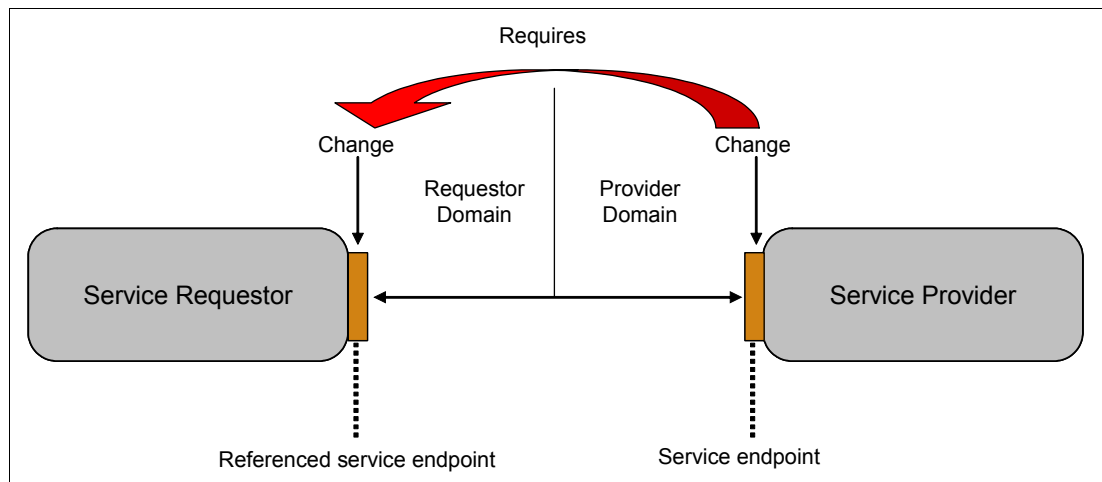 Requires
Change
Change
Requestor
Domain
Provider
Domain
Service Requestor
Service Provider
Referenced service endpoint
Service endpoint